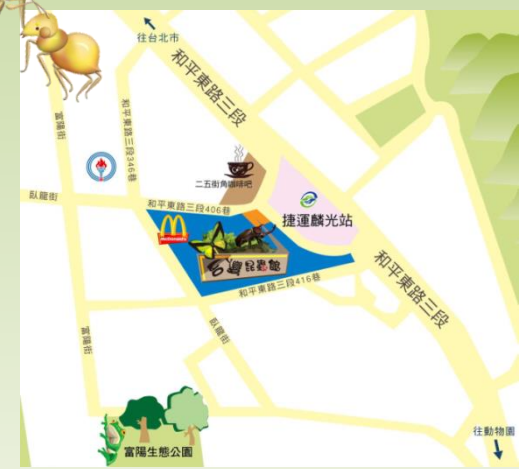 往台北市
和平東路三段
富陽街
和平東路三段346巷
二五街角咖啡吧
臥龍街
和平東路三段406巷
捷運麟光站
McDonald's
台灣昆蟲館
和平東路三段416巷
和平東路三段
臥龍街
富陽街
富陽生態公園
往動物園